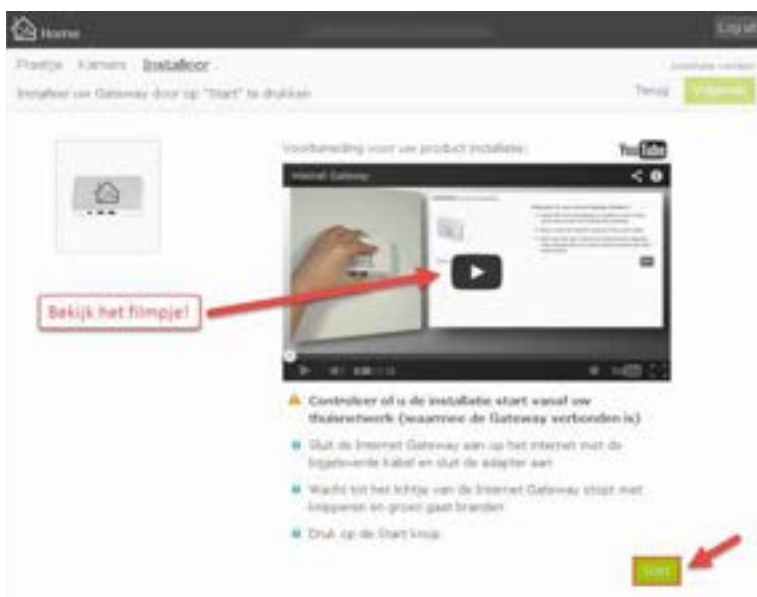 Home
Log uit
Plaatje Kamers Installeer
Installeer uw Gateway door op "Start" te drukken
Terug Volgende
Voorbereiding voor uw product installatie:
YouTube
Internet Gateway
Bekijk het filmpje!
Controleer of u de installatie start vanaf uw
thuisnetwerk (waarmee de Gateway verbonden is)
Sluit de Internet Gateway aan op het internet met de
bijgeleverde kabel en sluit de adapter aan
Wacht tot het lichtje van de Internet Gateway stopt met
knipperen en groen gaat branden
Druk op de Start knop
Start